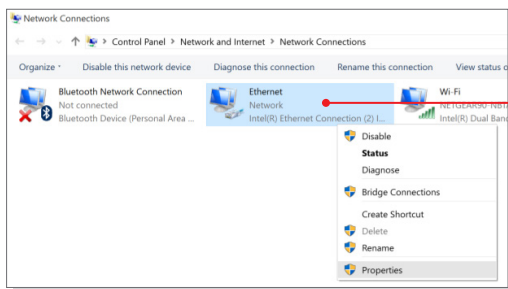 Network Connections
Control Panel > Network and Internet > Network Connections
Organize Disable this network device Diagnose this connection Rename this connection View status o
Bluetooth Network Connection
Not connected
Bluetooth Device (Personal Area ...
Ethernet
Network
Intel(R) Ethernet Connection (2) I...
Wi-Fi
Intel(R) Dual Band
Disable
Status
Diagnose
Bridge Connections
Create Shortcut
Delete
Rename
Properties